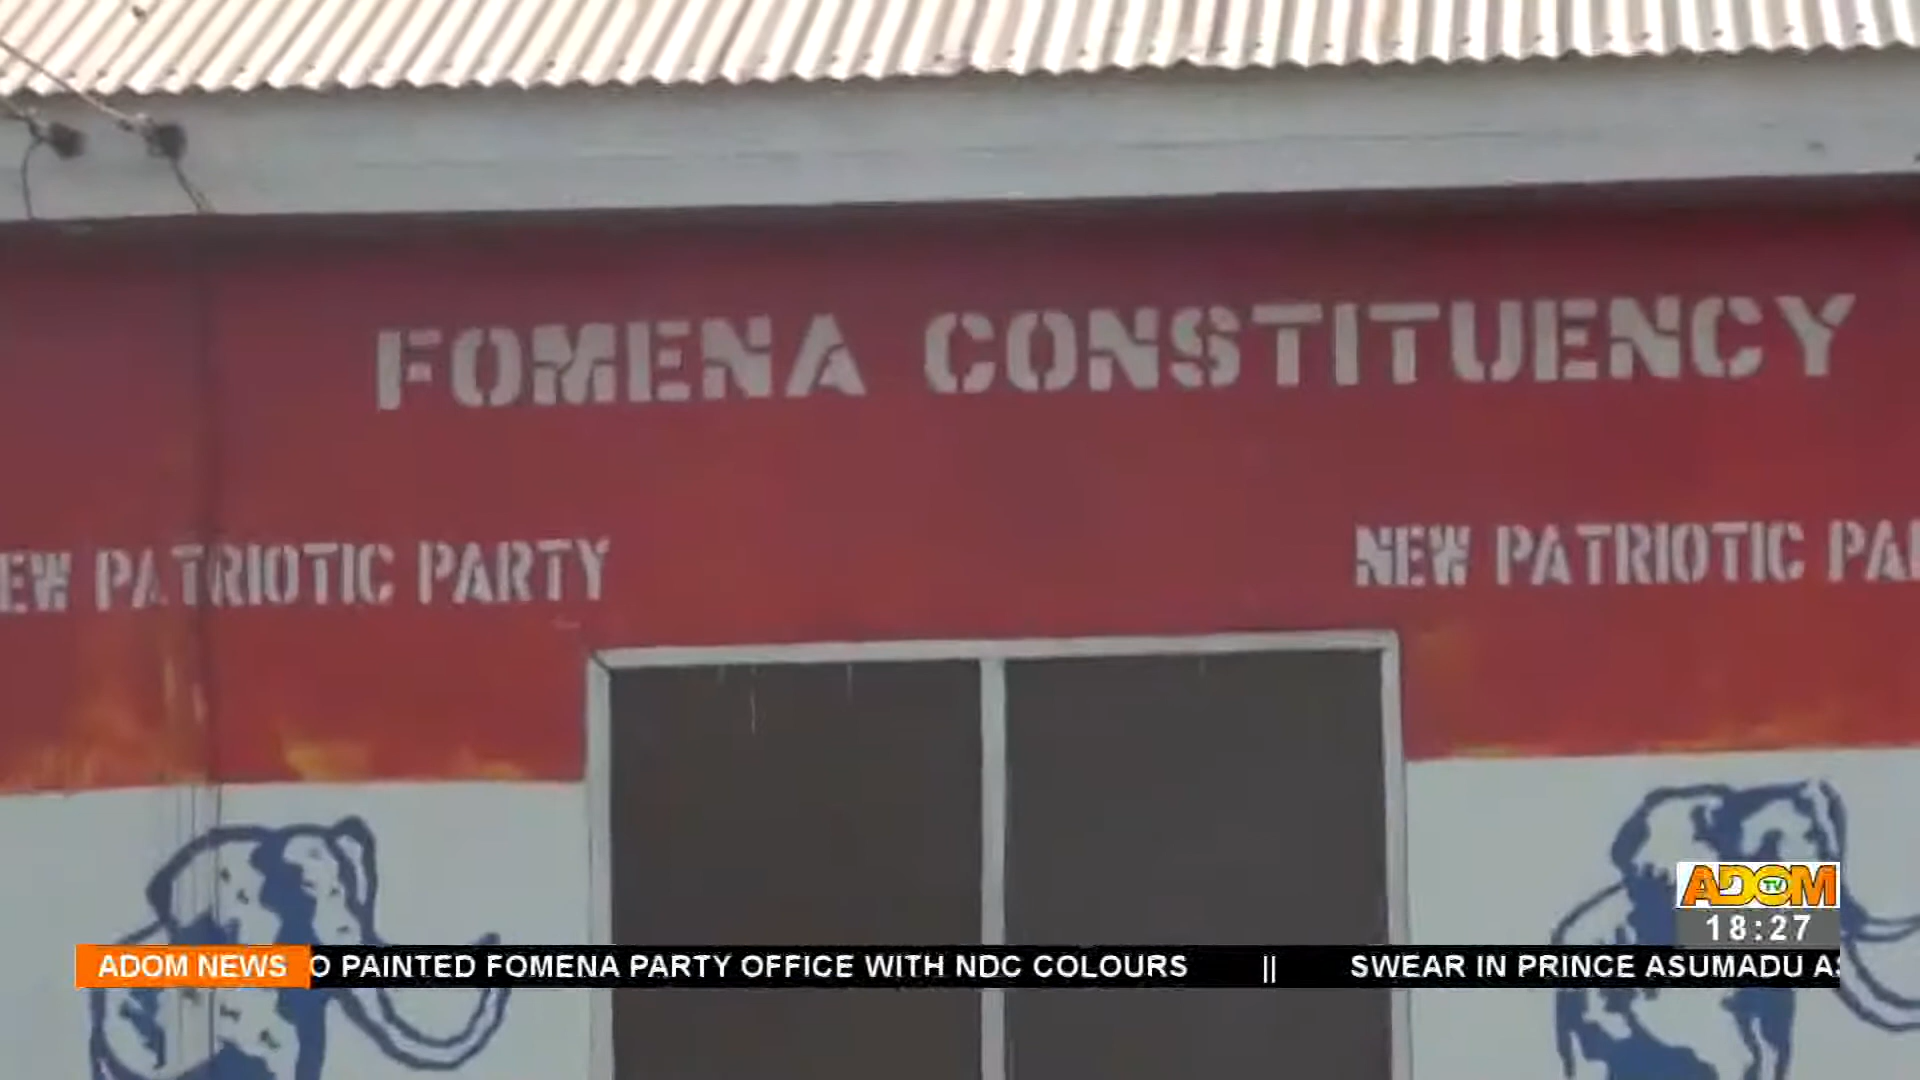 FOMENA CONSTITUENCY
EW PATRIOTIC PARTY
NEW PATRIOTIC PA
ADOM TV
18:27
ADOM NEWS
O PAINTED FOMENA PARTY OFFICE WITH NDC COLOURS || SWEAR IN PRINCE ASUMADU AS